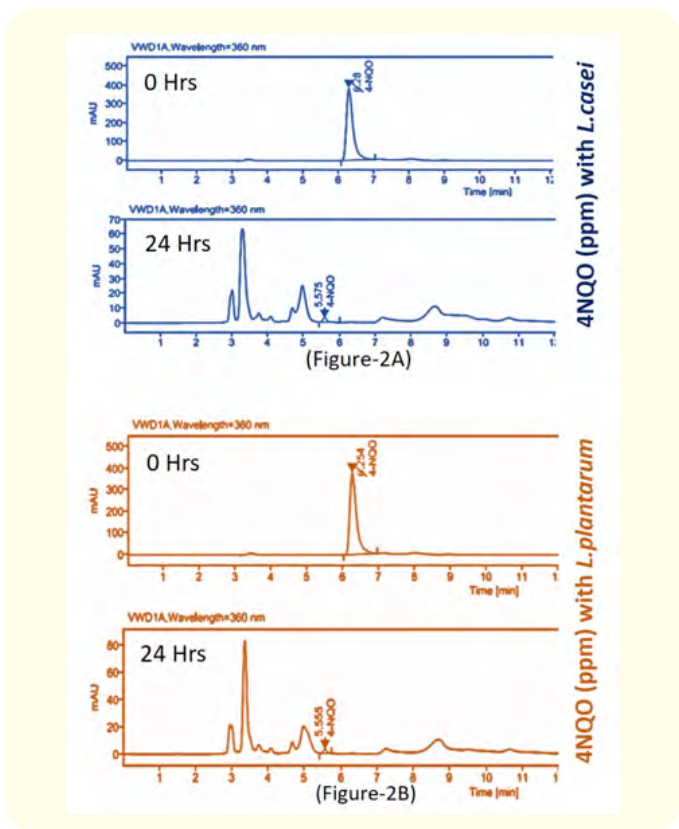 VWD1A,Wavelength=360 nm
0 Hrs
500
400
300
200
100
0
mAU
6.28
4-NQO
1 2 3 4 5 6 7 8 9 10 11 1
Time [min]
VWD1A,Wavelength=360 nm
24 Hrs
70
60
50
40
30
20
10
0
mAU
5,575
4-NQO
1 2 3 4 5 6 7 8 9 10 11 1
(Figure-2A)
4NQO (ppm) with L.casei
VWD1A,Wavelength=360 nm
0 Hrs
500
400
300
200
100
0
mAU
6,254
4-NQO
1 2 3 4 5 6 7 8 9 10 11 1
Time [min]
VWD1A,Wavelength=360 nm
24 Hrs
80
60
40
20
0
mAU
5,555
4-NQO
1 2 3 4 5 6 7 8 9 10 11
(Figure-2B)
Time [min]
4NQO (ppm) with L.plantarum